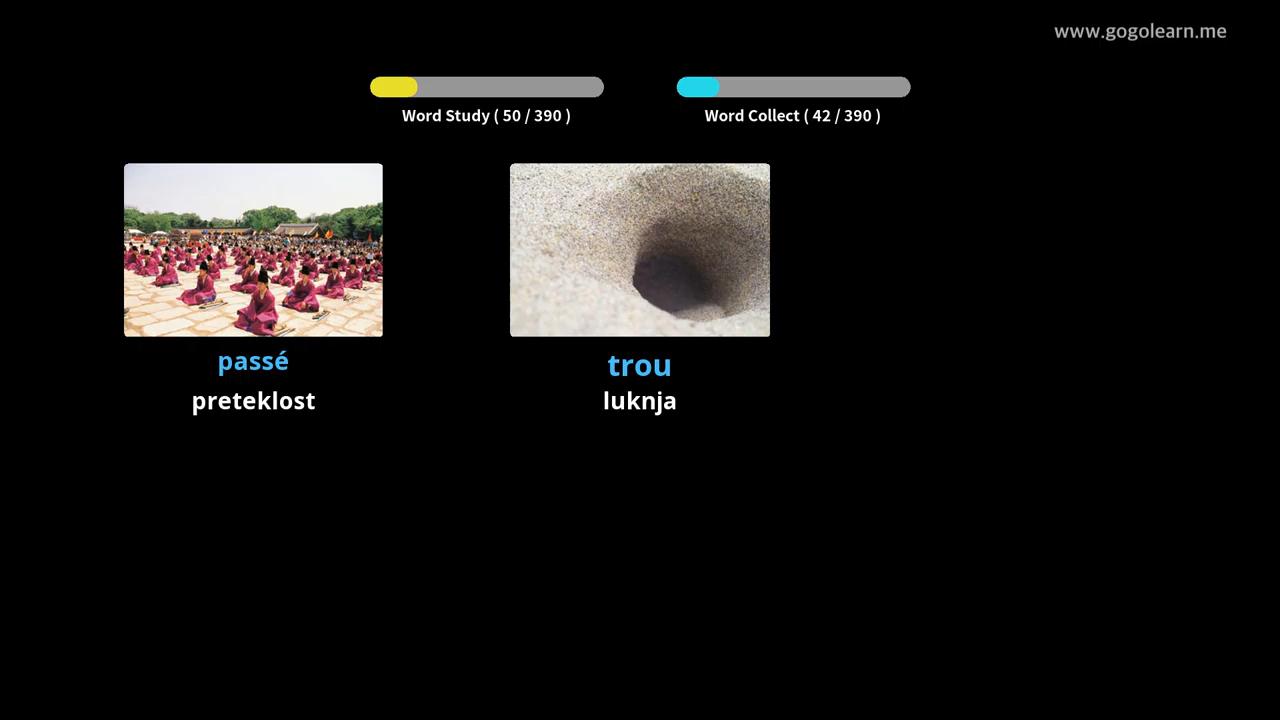 www.gogolearn.me
Word Study ( 50 / 390 )
Word Collect ( 42 / 390 )
passé
preteklost
trou
luknja